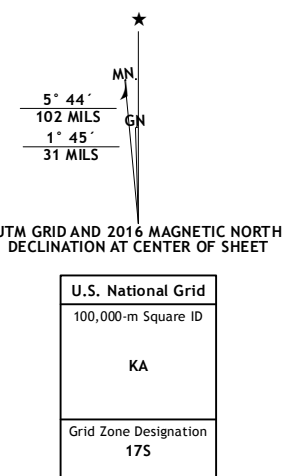 ★
MN
GN
5° 44´
102 MILS
1° 45´
31 MILS
UTM GRID AND 2016 MAGNETIC NORTH
DECLINATION AT CENTER OF SHEET
U.S. National Grid
100,000-m Square ID
KA
Grid Zone Designation
17S